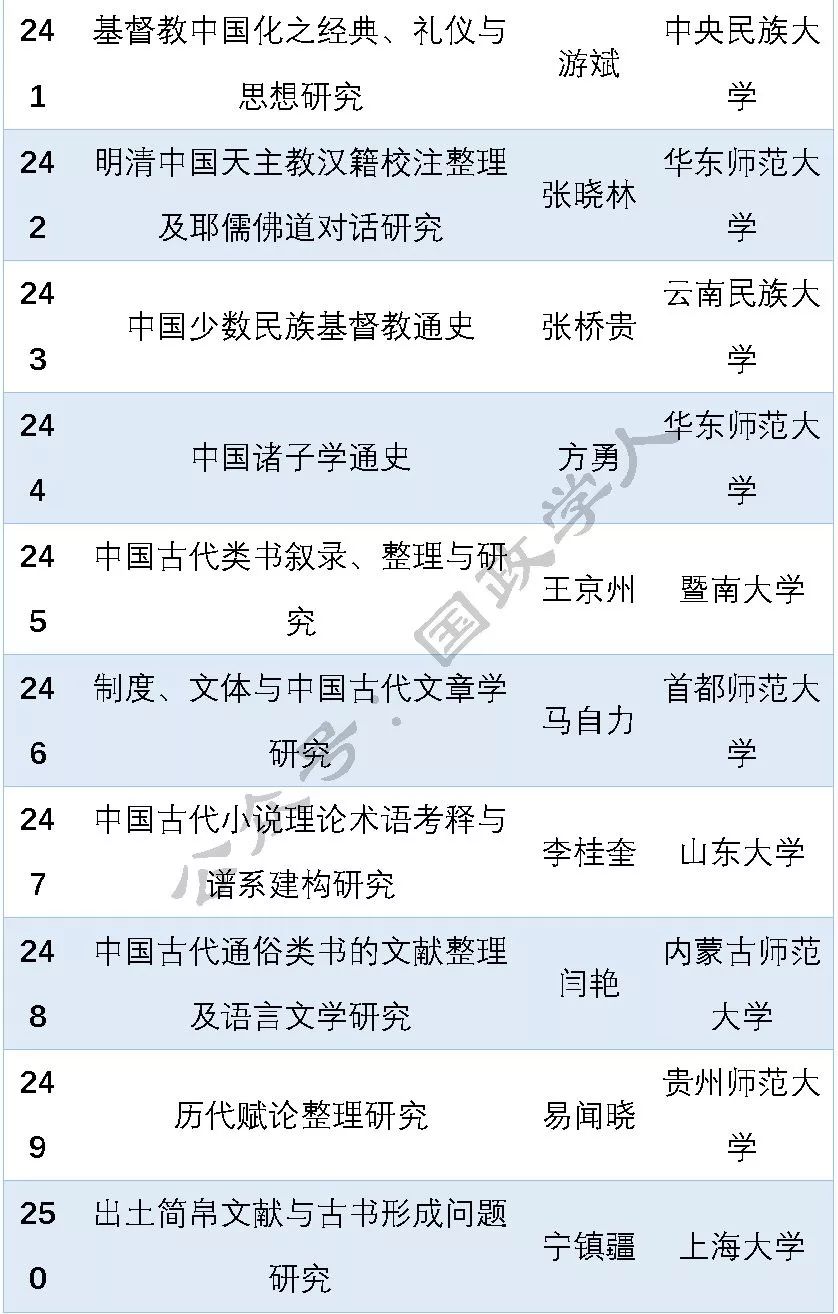 241 基督教中国化之经典、礼仪与思想研究 游斌 中央民族大学
242 明清中国天主教汉籍校注整理及耶儒佛道对话研究 张晓林 华东师范大学
243 中国少数民族基督教通史 张桥贵 云南民族大学
244 中国诸子学通史 方勇 华东师范大学
245 中国古代类书叙录、整理与研究 王京州 暨南大学
246 制度、文体与中国古代文章学研究 马自力 首都师范大学
247 中国古代小说理论术语考释与谱系建构研究 李桂奎 山东大学
248 中国古代通俗类书的文献整理及语言文学研究 闫艳 内蒙古师范大学
249 历代赋论整理研究 易闻晓 贵州师范大学
250 出土简帛文献与古书形成问题研究 宁镇疆 上海大学
公众号：国政学人